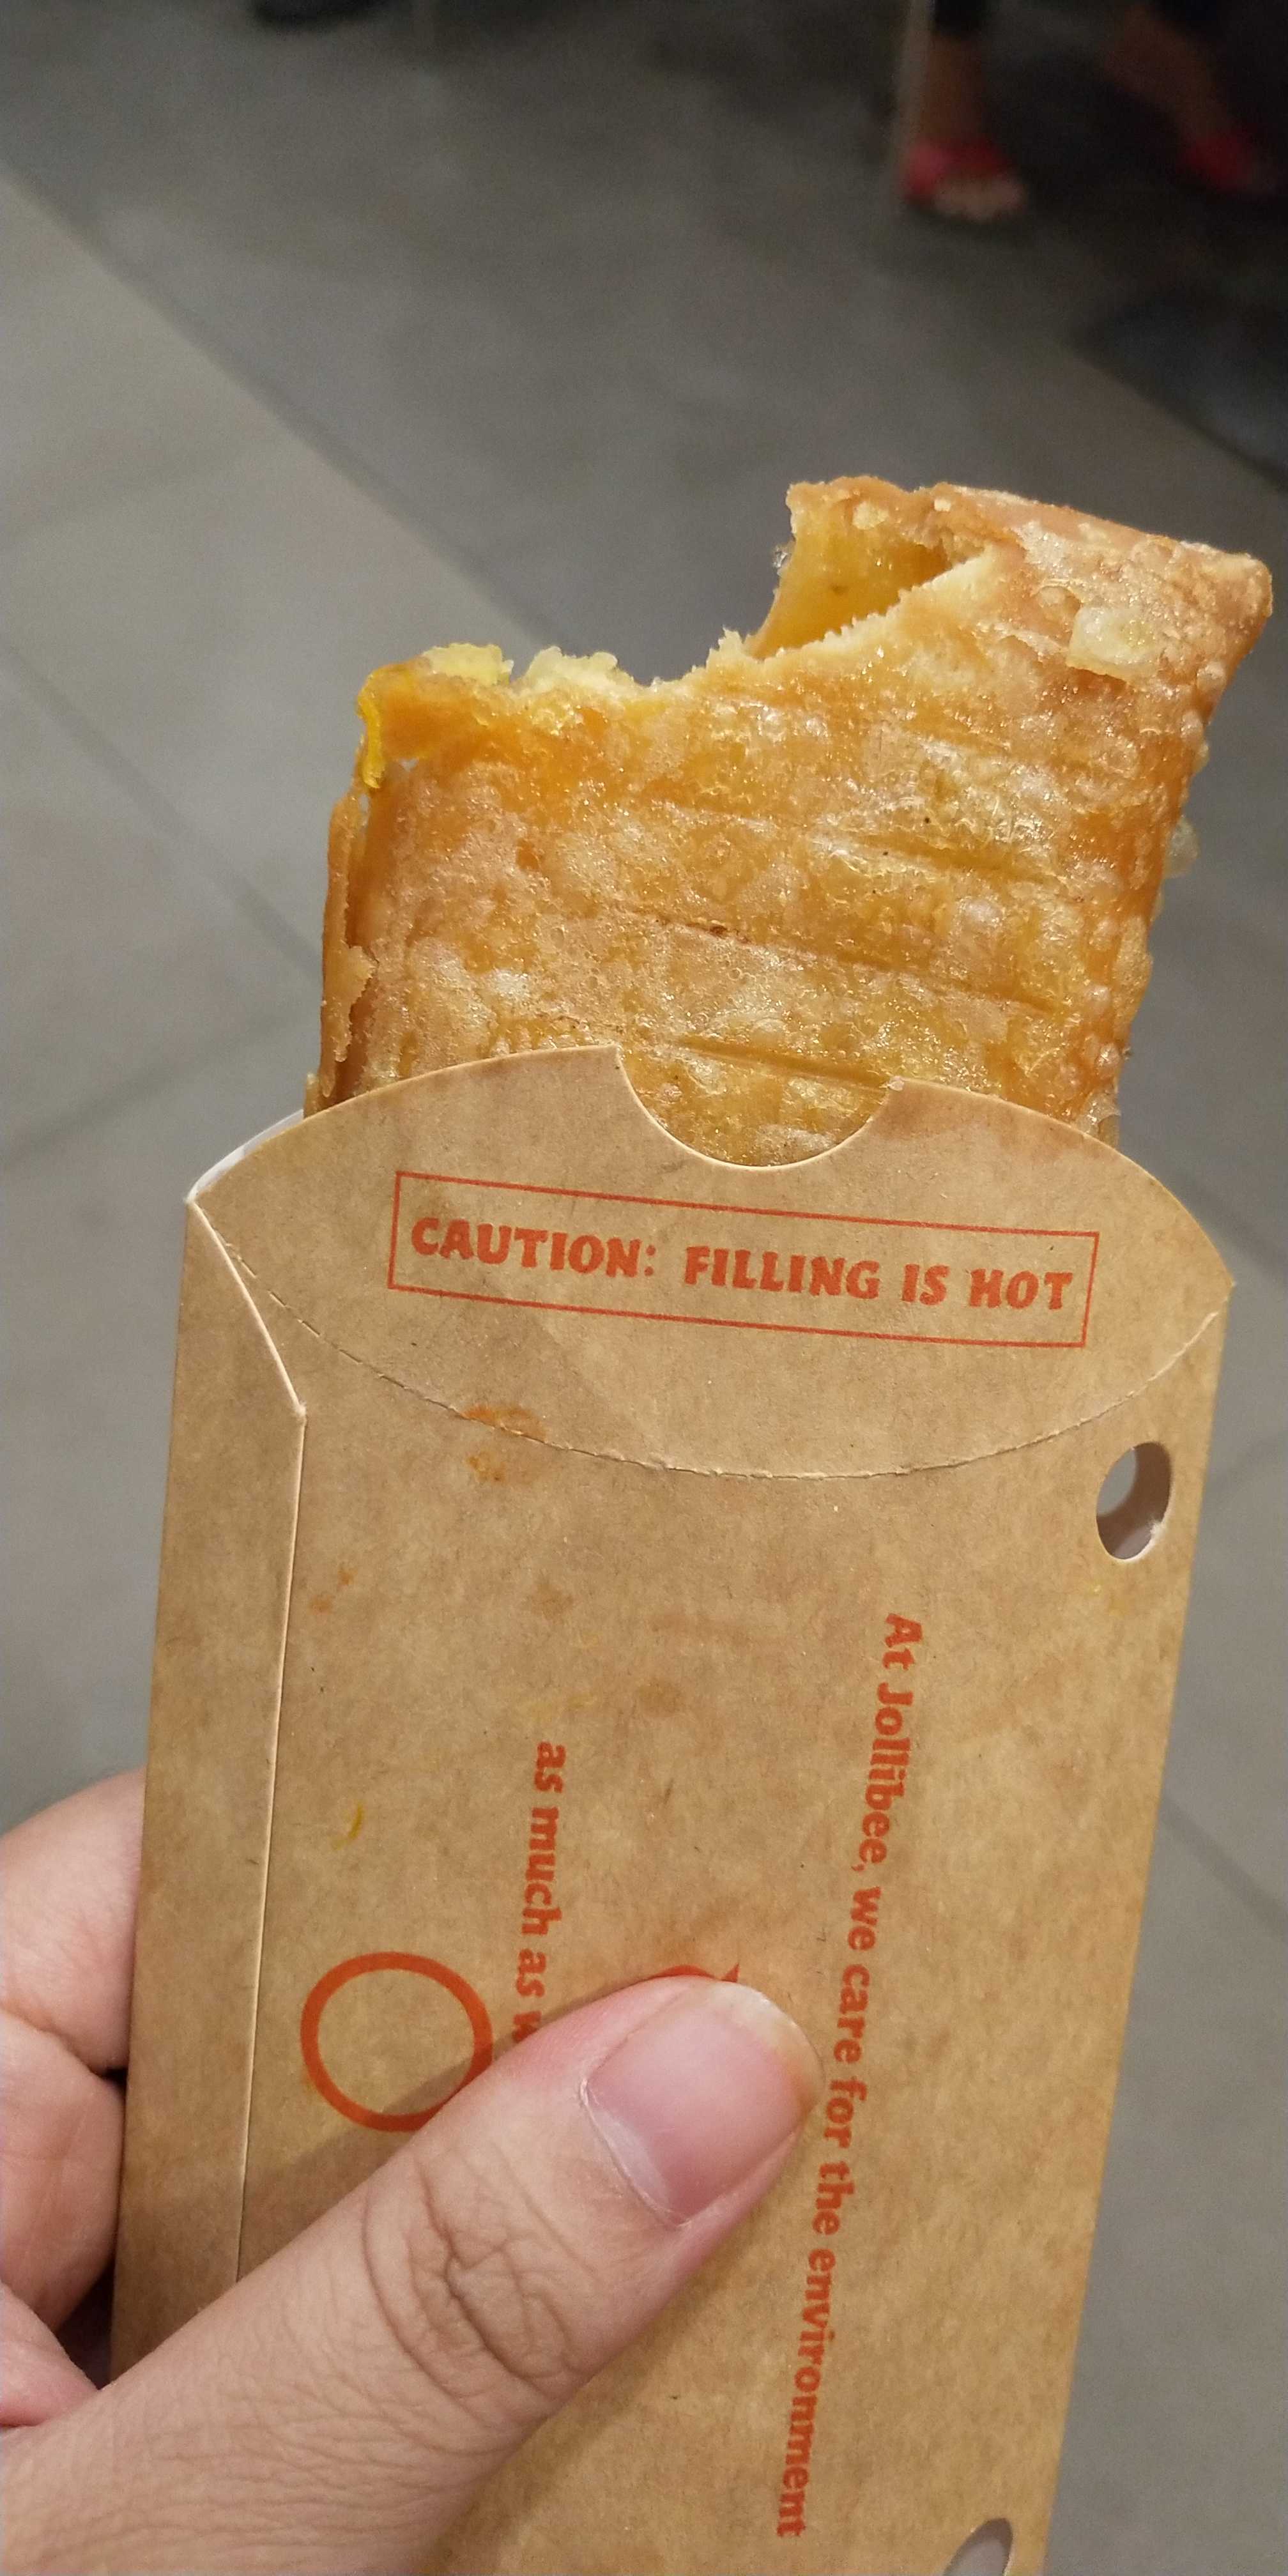 CAUTION: FILLING IS HOT
At Jollibee, we care for the environment
as much as